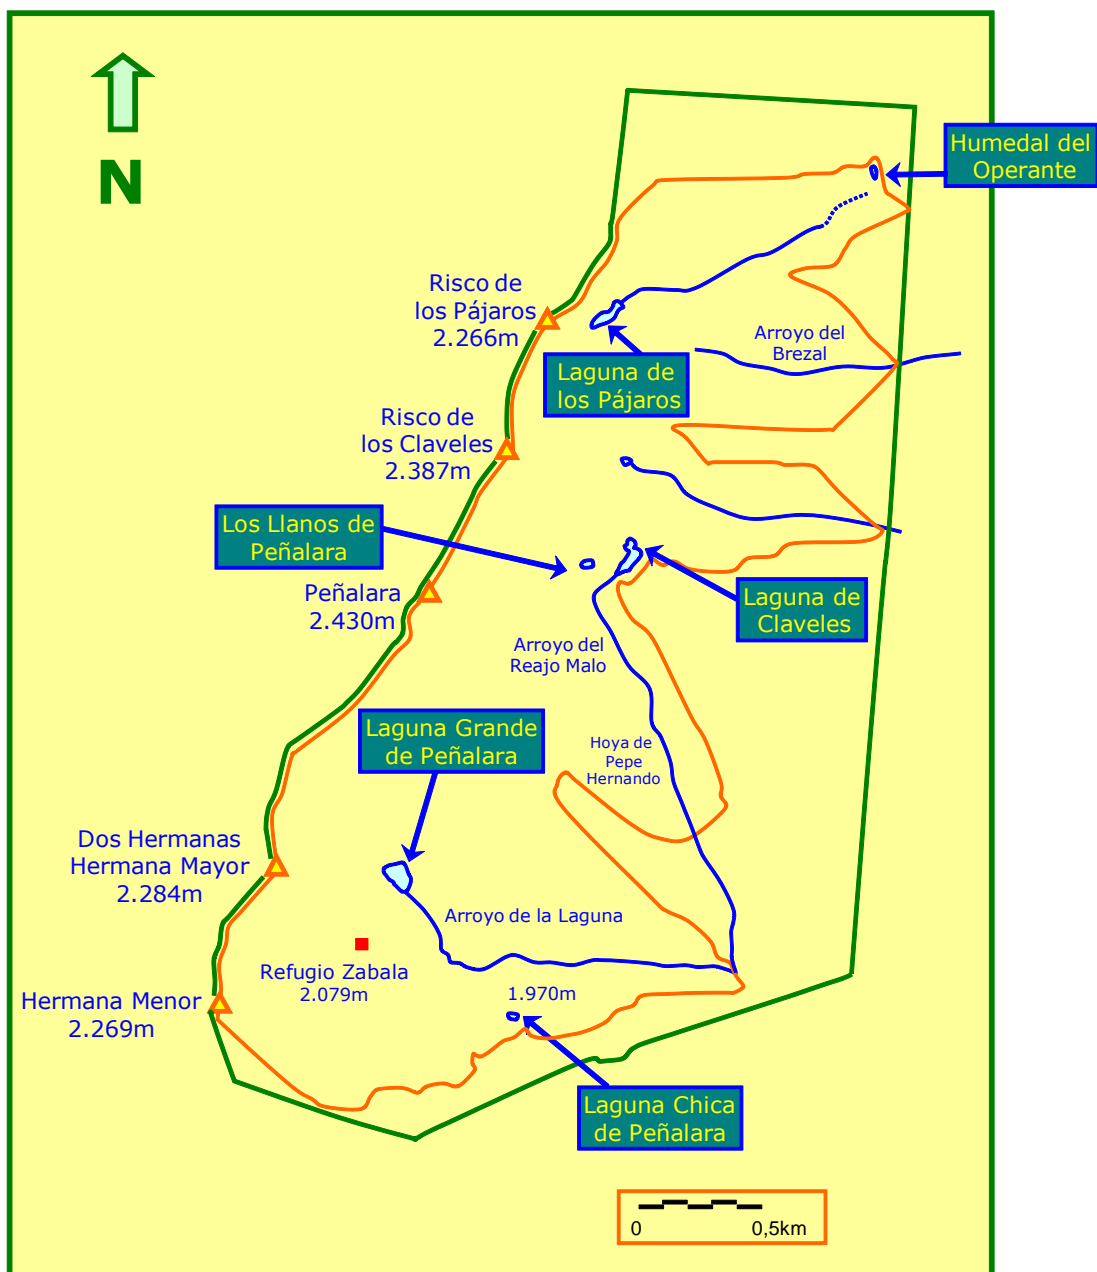 N
Humedal del
Operante
Risco de
los Pájaros
2.266m
Arroyo del
Brezal
Laguna de
los Pájaros
Risco de
los Claveles
2.387m
Los Llanos de
Peñalara
Peñalara
2.430m
Laguna de
Claveles
Arroyo del
Reajo Malo
Laguna Grande
de Peñalara
Hoya de
Pepe
Hernando
Dos Hermanas
Hermana Mayor
2.284m
Arroyo de la Laguna
Refugio Zabala
2.079m
1.970m
Hermana Menor
2.269m
Laguna Chica
de Peñalara
0 0,5km